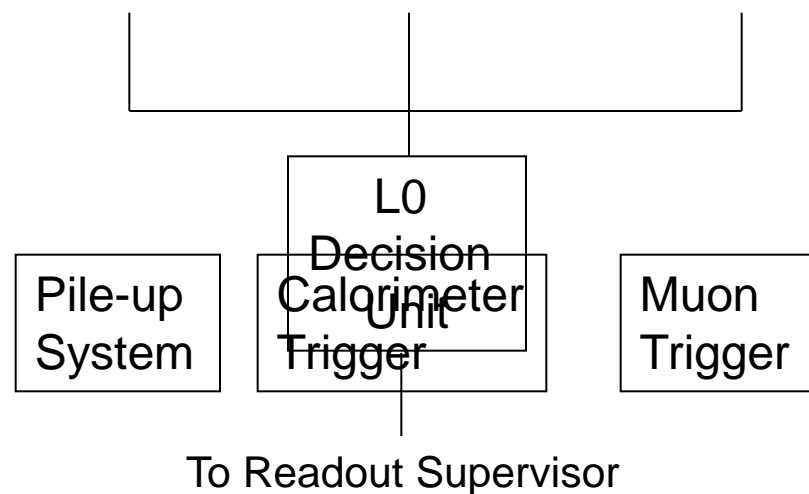 L0
Decision
Unit
Pile-up
System
Calorimeter
Trigger
Muon
Trigger
To Readout Supervisor